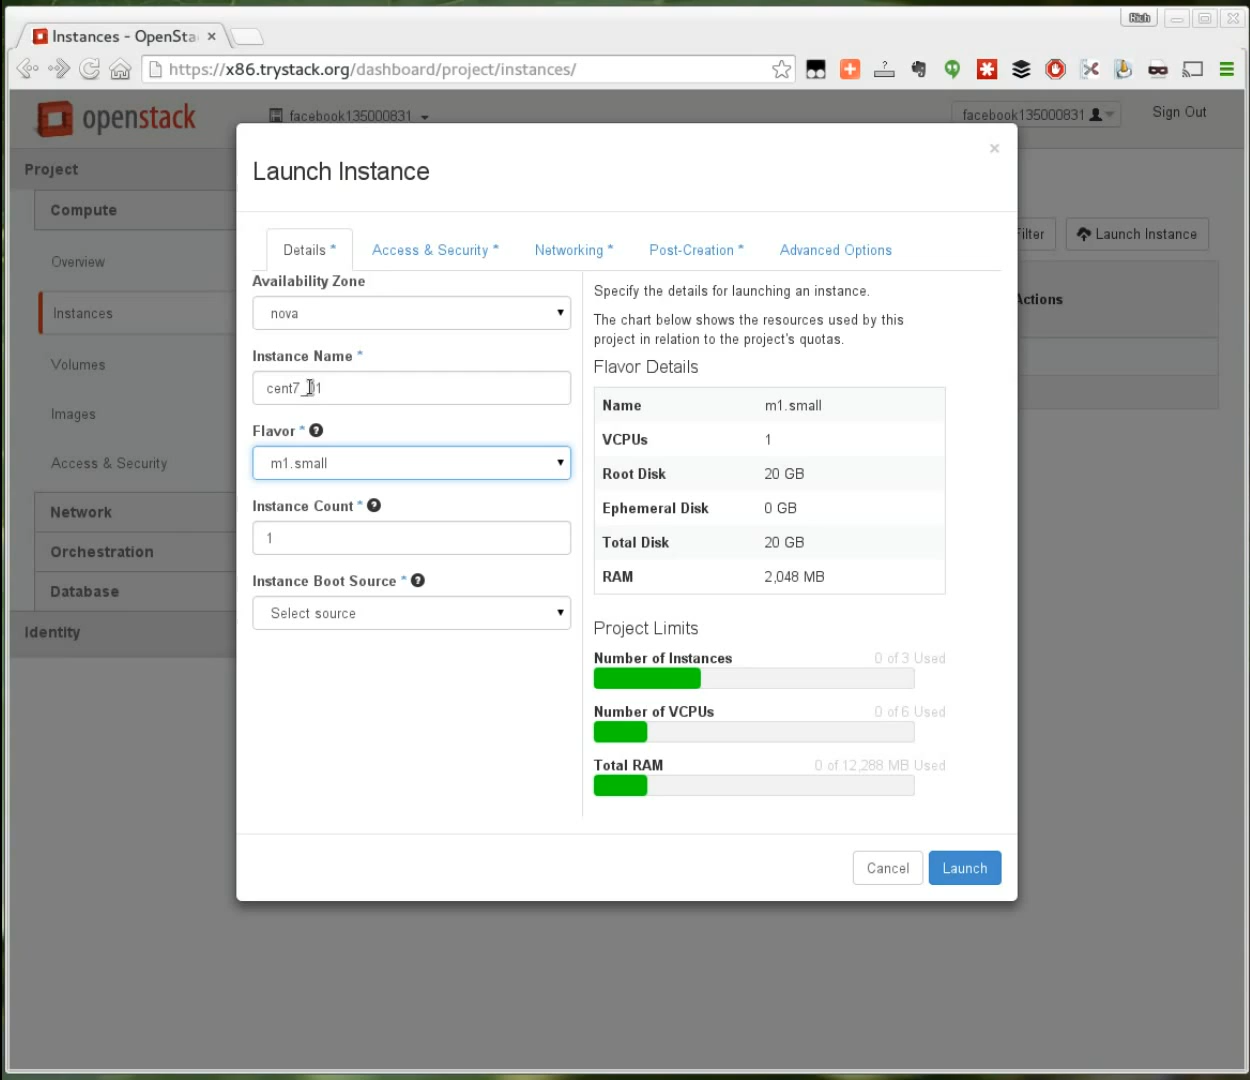 Rich
Instances - OpenSta ×
https://x86.trystack.org/dashboard/project/instances/
openstack
facebook135000831
facebook135000831
Sign Out
Project
Compute
Overview
Instances
Volumes
Images
Access & Security
Network
Orchestration
Database
Identity
Filter
Launch Instance
Actions
Launch Instance
×
Details *
Access & Security *
Networking *
Post-Creation *
Advanced Options
Availability Zone
nova
Instance Name *
cent7_01
Flavor * ?
m1.small
Instance Count * ?
1
Instance Boot Source * ?
Select source
Specify the details for launching an instance.
The chart below shows the resources used by this
project in relation to the project's quotas.
Flavor Details
Name m1.small
VCPUs 1
Root Disk 20 GB
Ephemeral Disk 0 GB
Total Disk 20 GB
RAM 2,048 MB
Project Limits
Number of Instances 0 of 3 Used
Number of VCPUs 0 of 6 Used
Total RAM 0 of 12,288 MB Used
Cancel
Launch